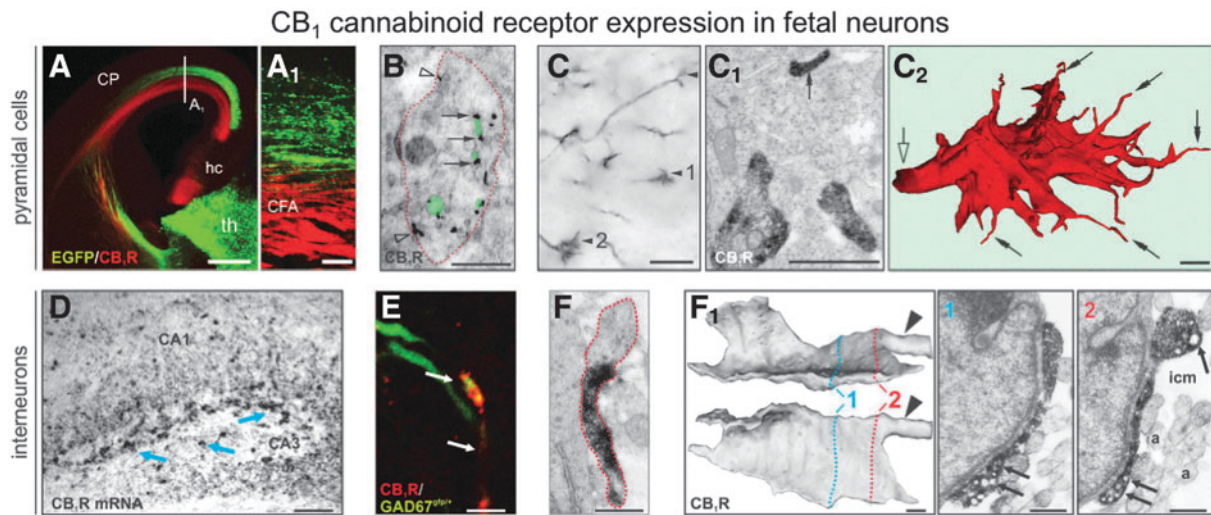 CB₁ cannabinoid receptor expression in fetal neurons
pyramidal cells
A
CP
A₁
hc
th
EGFP/CB₁R
A₁
CFA
B
CB₁R
C
1
2
C₁
CB₁R
C₂
interneurons
D
CA1
CA3
CB₁R mRNA
E
CB₁R/
GAD67gfp/+
F
F₁
1
2
CB₁R
1
2
icm
a
a